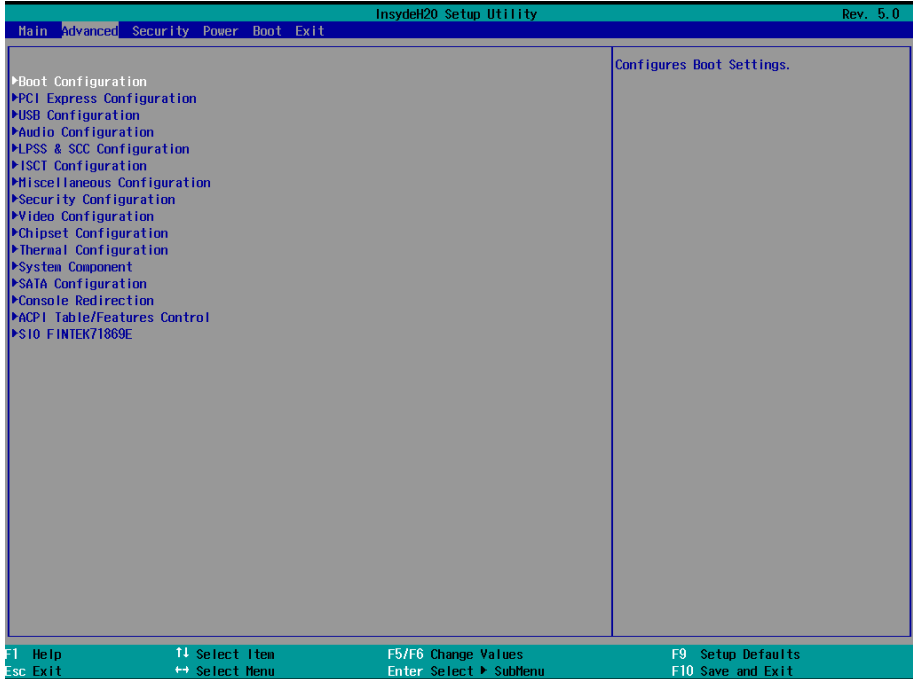 InsydeH20 Setup Utility Rev. 5.0
Main Advanced Security Power Boot Exit
Configures Boot Settings.
▶Boot Configuration
▶PCI Express Configuration
▶USB Configuration
▶Audio Configuration
▶LPSS & SCC Configuration
▶ISCT Configuration
▶Miscellaneous Configuration
▶Security Configuration
▶Video Configuration
▶Chipset Configuration
▶Thermal Configuration
▶System Component
▶SATA Configuration
▶Console Redirection
▶ACPI Table/Features Control
▶SIO FINTEK71869E
F1 Help ↑↓ Select Item F5/F6 Change Values F9 Setup Defaults
Esc Exit ↔ Select Menu Enter Select ▶ SubMenu F10 Save and Exit